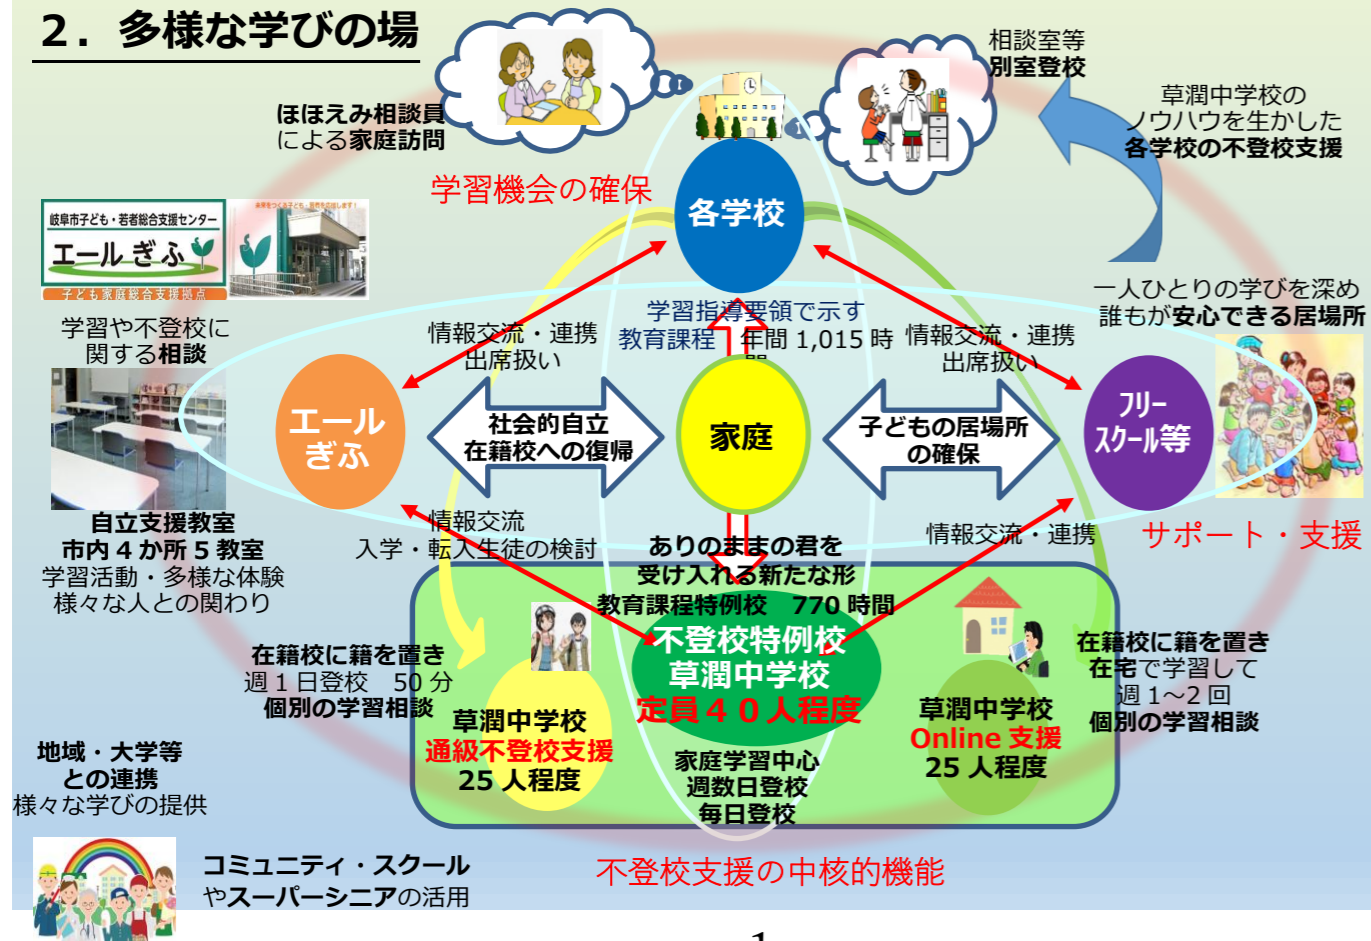 ２．多様な学びの場
相談室等
別室登校
草潤中学校の
ノウハウを生かした
各学校の不登校支援
ほほえみ相談員
による家庭訪問
学習機会の確保
各学校
岐阜市子ども・若者総合支援センター
エールぎふ
子ども家庭総合支援拠点
未来をつくる子ども・若者を応援します！
学習や不登校に
関する相談
情報交流・連携
出席扱い
学習指導要領で示す
教育課程　年間 1,015 時
間
情報交流・連携
出席扱い
一人ひとりの学びを深め
誰もが安心できる居場所
エール
ぎふ
社会的自立
在籍校への復帰
家庭
子どもの居場所
の確保
フリー
スクール等
自立支援教室
市内４か所５教室
学習活動・多様な体験
様々な人との関わり
情報交流
入学・転入生徒の検討
情報交流・連携
サポート・支援
ありのままの君を
受け入れる新たな形
教育課程特例校　770 時間
不登校特例校
草潤中学校
定員４０人程度
家庭学習中心
週数日登校
毎日登校
在籍校に籍を置き
週１日登校　50 分
個別の学習相談
草潤中学校
通級不登校支援
25 人程度
草潤中学校
Online 支援
25 人程度
在籍校に籍を置き
在宅で学習して
週 1～2 回
個別の学習相談
地域・大学等
との連携
様々な学びの提供
コミュニティ・スクール
やスーパーシニアの活用
不登校支援の中核的機能